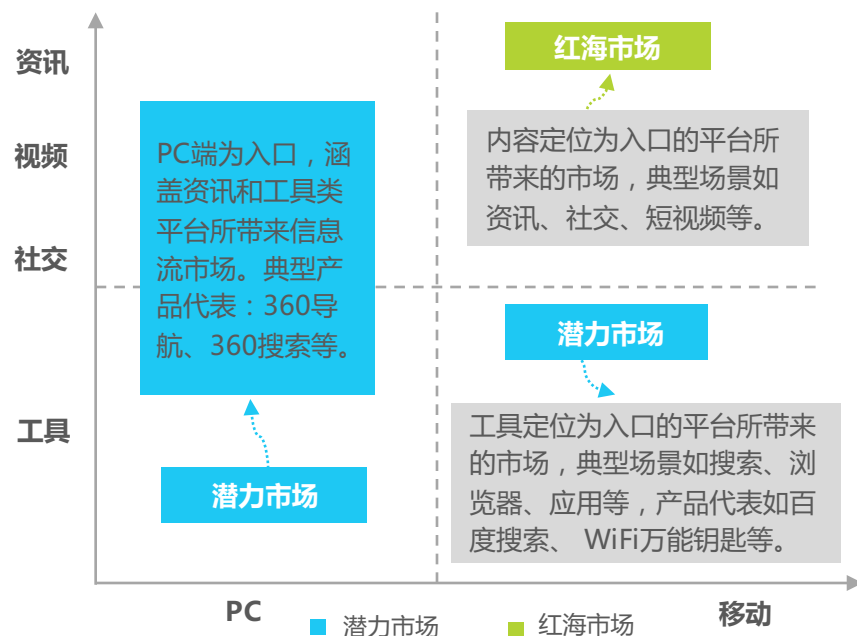 资讯
视频
社交
工具
PC端为入口，涵
盖资讯和工具类
平台所带来信息
流市场。典型产
品代表：360导
航、360搜索等。
潜力市场
红海市场
内容定位为入口的平台所
带来的市场，典型场景如
资讯、社交、短视频等。
潜力市场
工具定位为入口的平台所带来
的市场，典型场景如搜索、浏
览器、应用等，产品代表如百
度搜索、 WiFi万能钥匙等。
PC
移动
潜力市场
红海市场